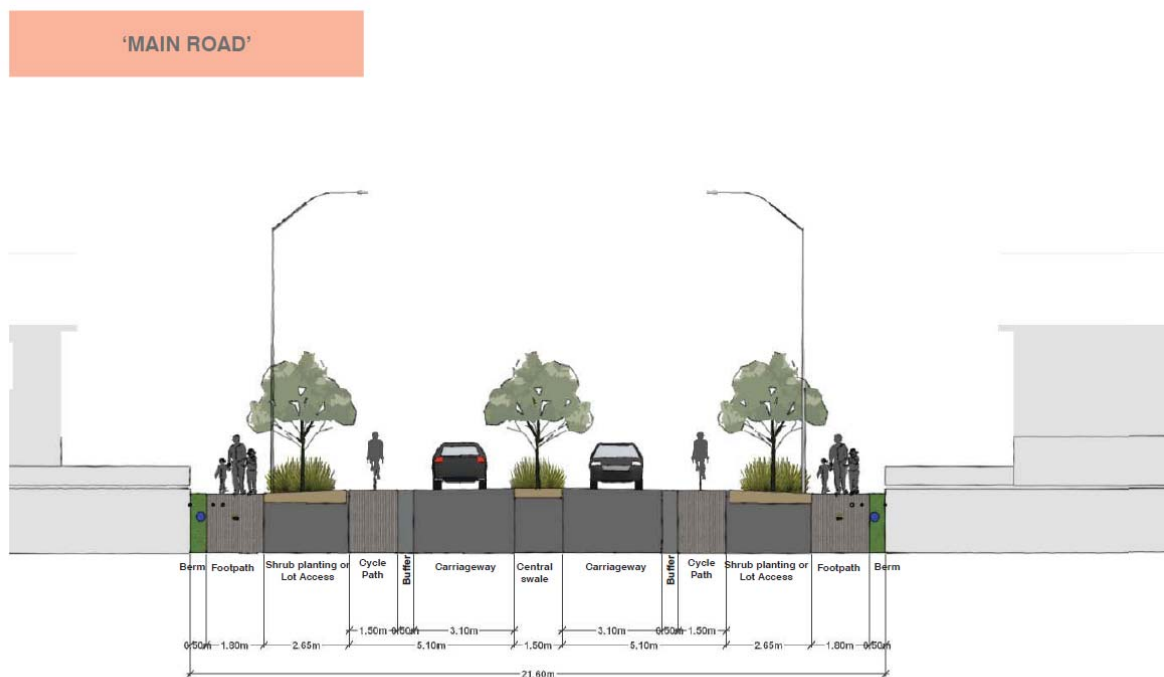 ‘MAIN ROAD’
Berm Footpath Shrub planting or Lot Access Cycle Path Buffer Carriageway Central swale Carriageway Buffer Cycle Path Shrub planting or Lot Access Footpath Berm
1.50m 0.50m 3.10m 3.10m 0.50m 1.50m
0.50m 1.80m 2.65m 5.10m 1.50m 5.10m 2.65m 1.80m 0.50m
21.60m